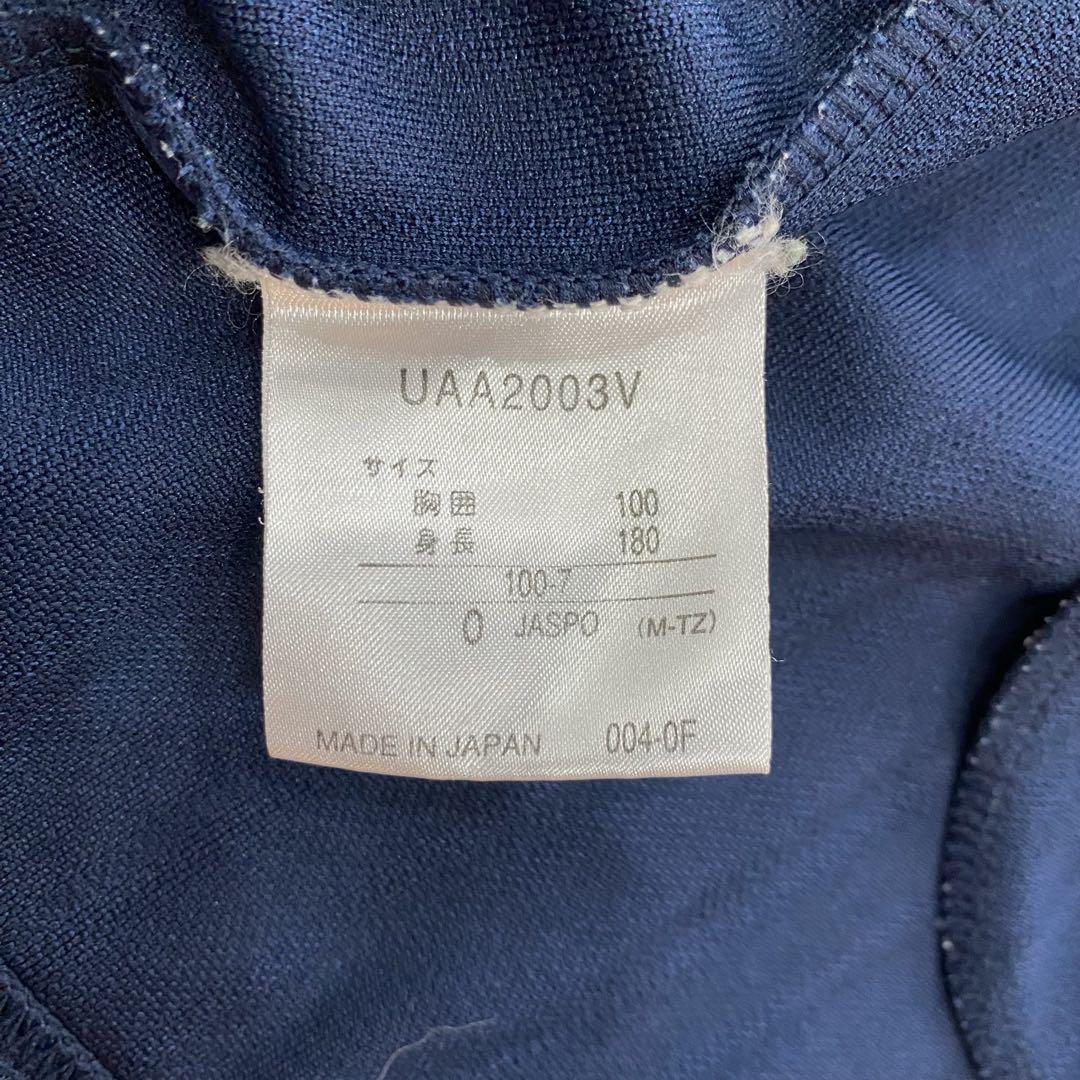 UAA2003V
サイズ
胸囲 100
身長 180
100-7
O JASPO (M-TZ)
MADE IN JAPAN 004-0F